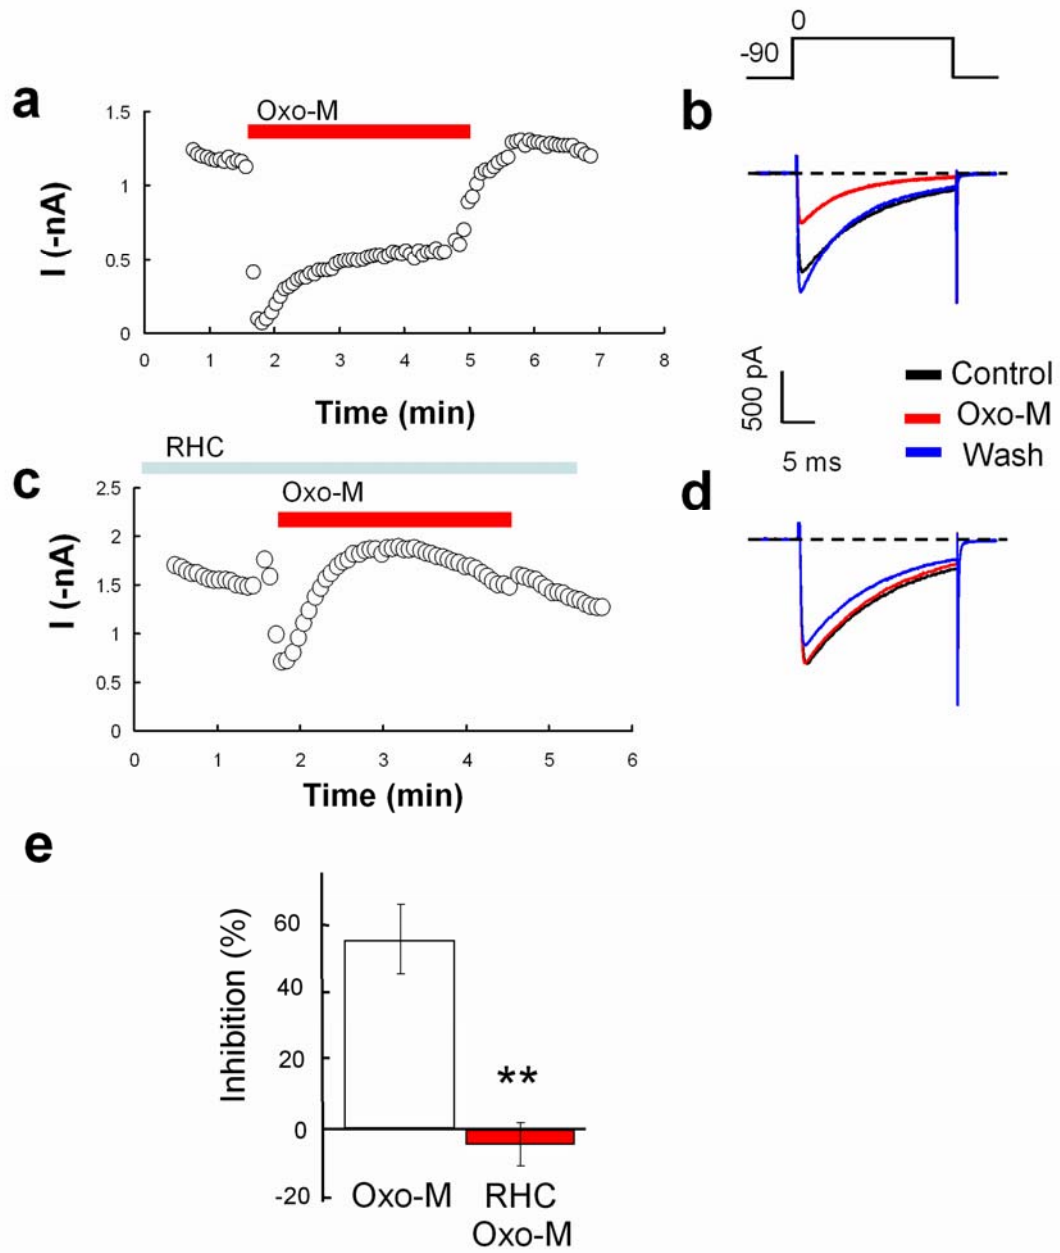 0
-90
a
Oxo-M
1.5
1
0.5
0
I (-nA)
0 1 2 3 4 5 6 7 8
Time (min)
b
500 pA
5 ms
Control
Oxo-M
Wash
RHC
c
Oxo-M
2.5
2
1.5
1
0.5
0
I (-nA)
0 1 2 3 4 5 6
Time (min)
d
e
Inhibition (%)
60
40
20
0
-20
**
Oxo-M
RHC
Oxo-M